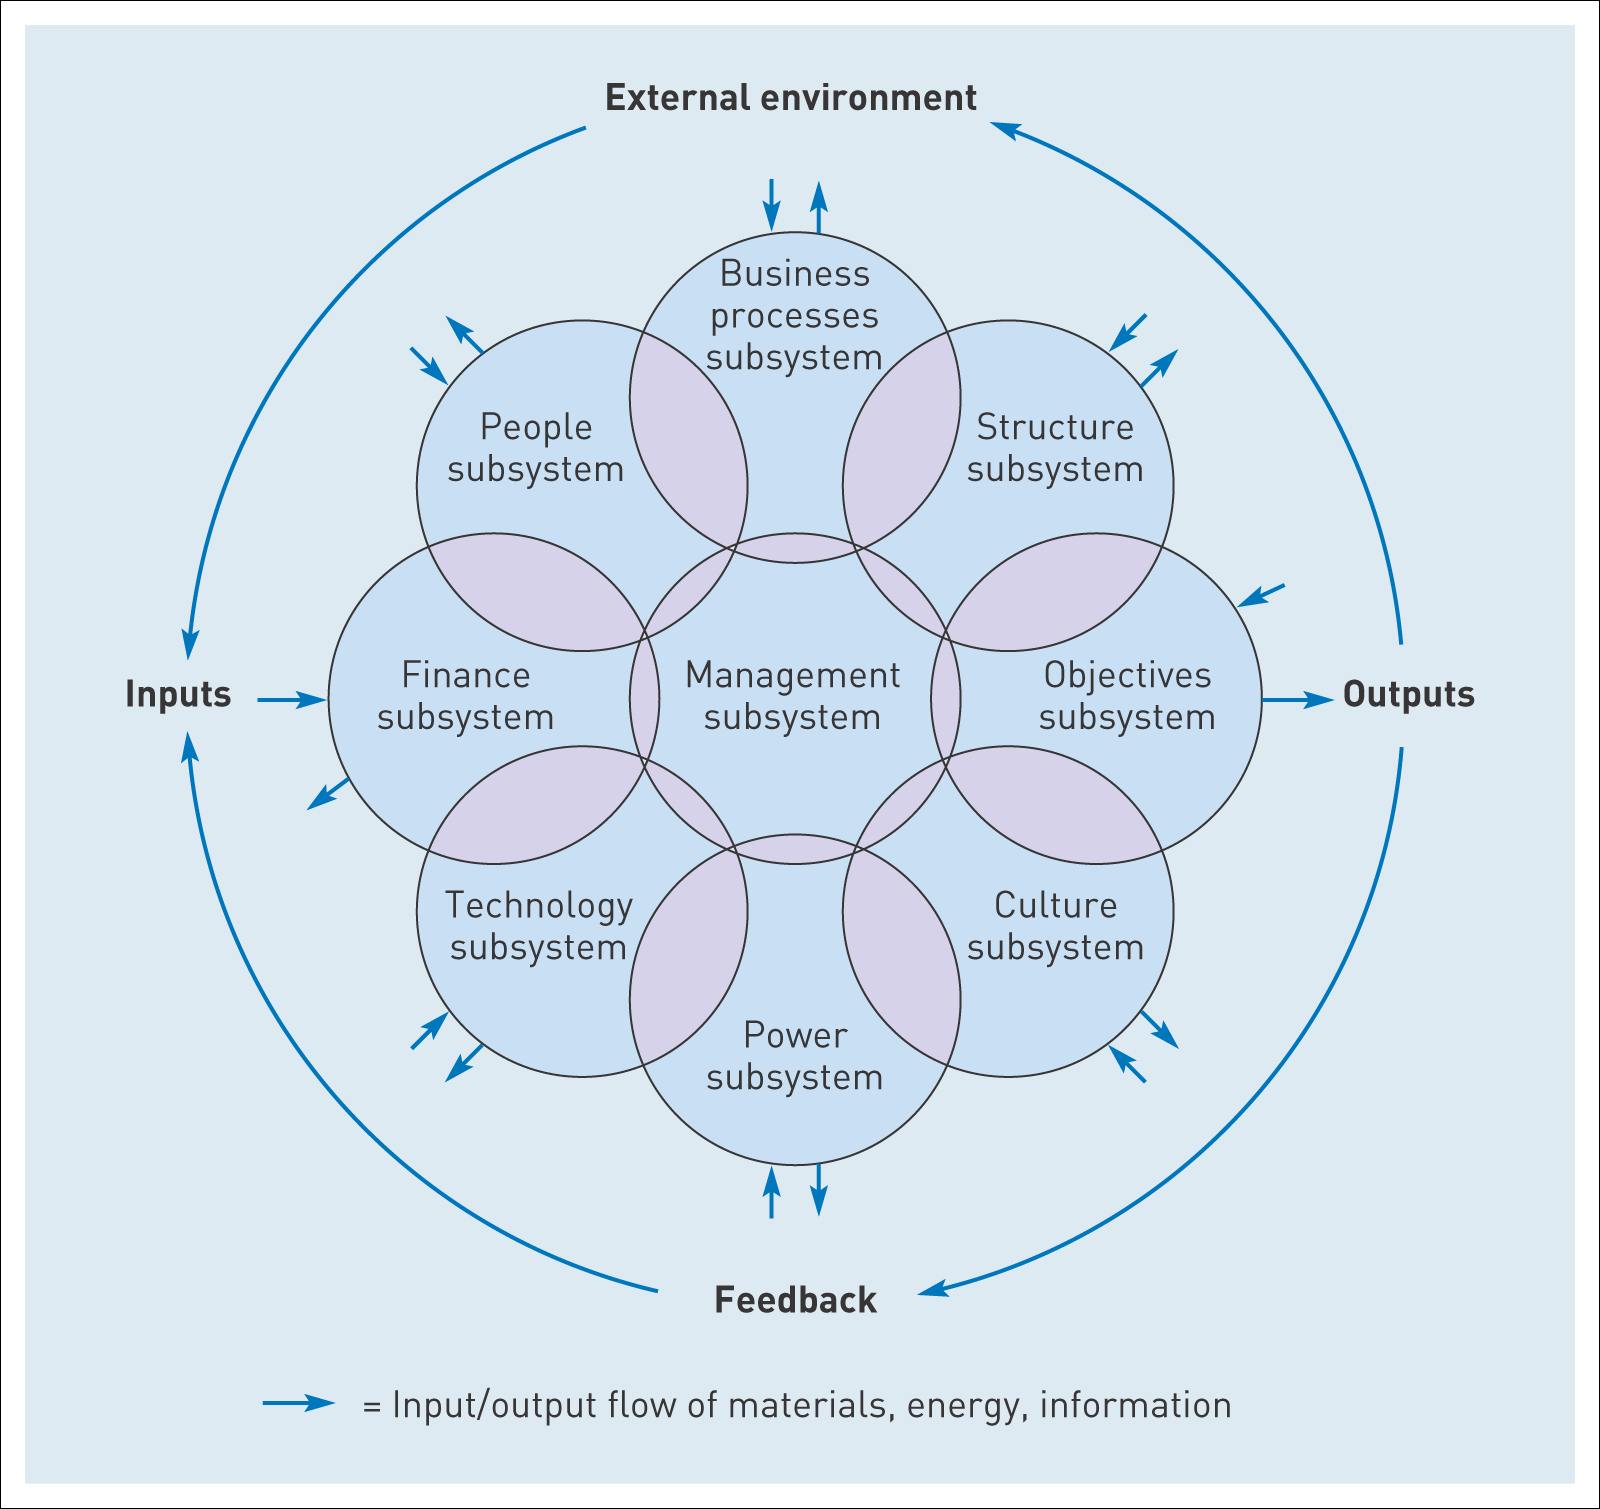 External environment
Business
processes
subsystem
People
subsystem
Structure
subsystem
Inputs
Finance
subsystem
Management
subsystem
Objectives
subsystem
Outputs
Technology
subsystem
Culture
subsystem
Power
subsystem
Feedback
= Input/output flow of materials, energy, information